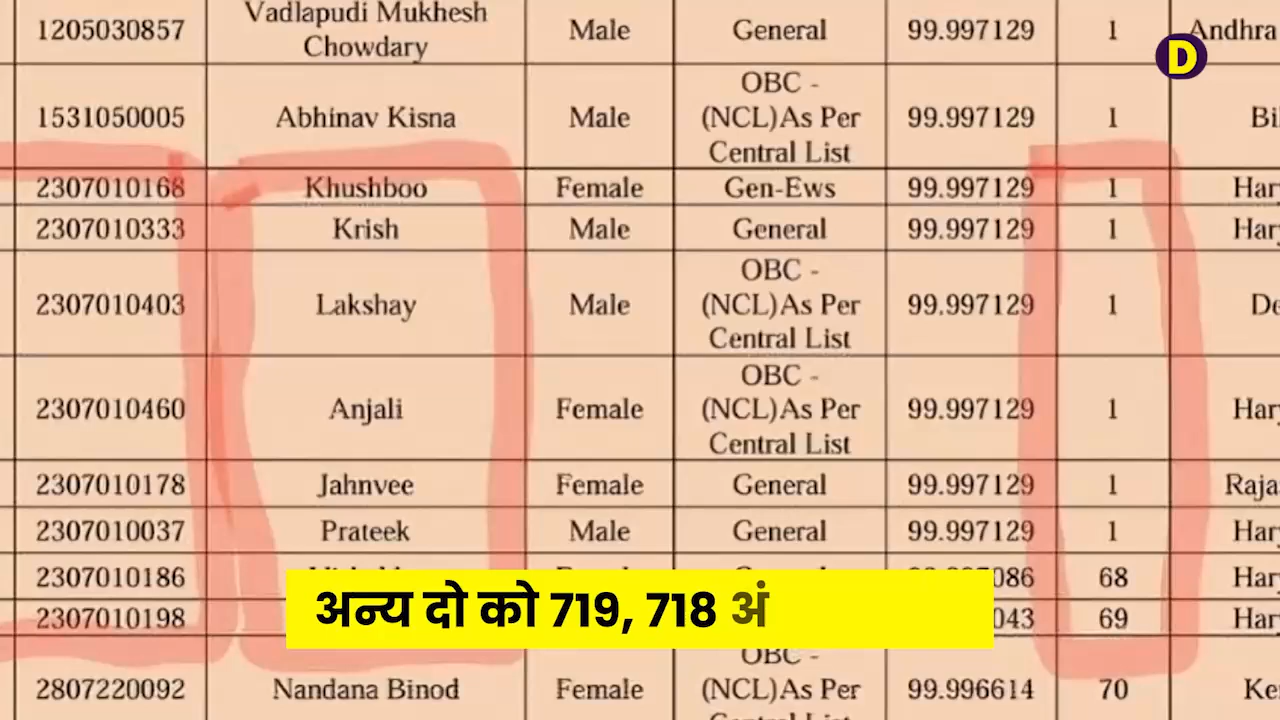 Vadlapudi Mukhesh
1205030857 Chowdary Male General 99.997129 1 Andhra
D
OBC -
1531050005 Abhinav Kisna Male (NCL)As Per 99.997129 1
Central List
2307010168 Khushboo Female Gen-Ews 99.997129 1
2307010333 Krish Male General 99.997129 1
OBC -
2307010403 Lakshay Male (NCL)As Per 99.997129 1
Central List
OBC -
2307010460 Anjali Female (NCL)As Per 99.997129 1
Central List
2307010178 Jahnvee Female General 99.997129 1
2307010037 Prateek Male General 99.997129 1
2307010186 086 68
2307010198 043 69
अन्य दो को 719, 718 अं
OBC -
2807220092 Nandana Binod Female (NCL)As Per 99.996614 70